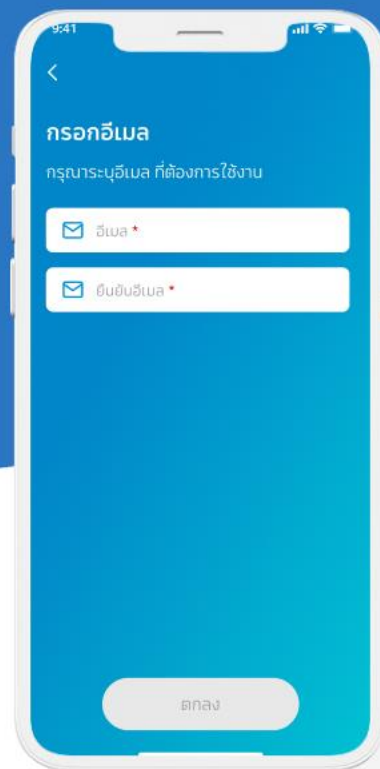 9:41
กรอกอีเมล
กรุณาระบุอีเมล ที่ต้องการใช้งาน
อีเมล *
ยืนยันอีเมล *
ตกลง